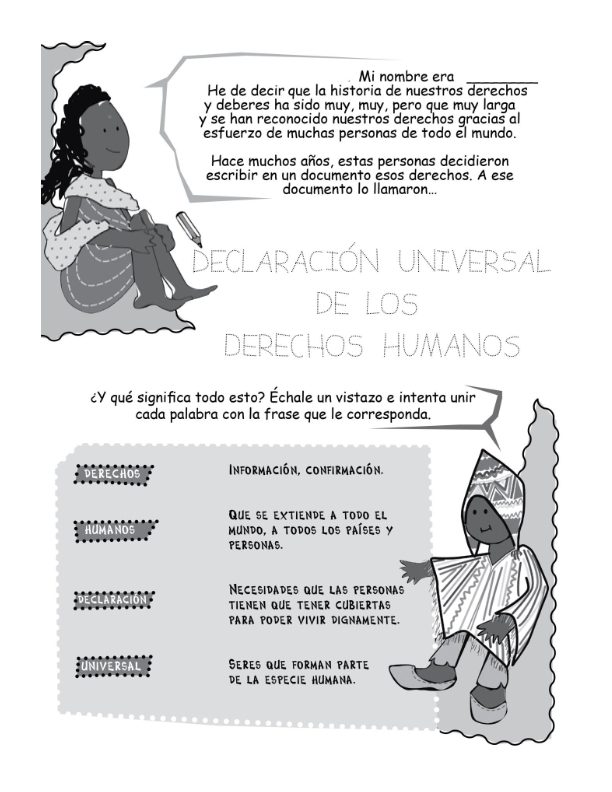 Mi nombre era ________
He de decir que la historia de nuestros derechos
y deberes ha sido muy, muy, pero que muy larga
y se han reconocido nuestros derechos gracias al
esfuerzo de muchas personas de todo el mundo.
Hace muchos años, estas personas decidieron
escribir en un documento esos derechos. A ese
documento lo llamaron...
DECLARACIÓN UNIVERSAL
DE LOS
DERECHOS HUMANOS
¿Y qué significa todo esto? Échale un vistazo e intenta unir
cada palabra con la frase que le corresponda.
DERECHOS
INFORMACIÓN, CONFIRMACIÓN.
HUMANOS
QUE SE EXTIENDE A TODO EL
MUNDO, A TODOS LOS PAÍSES Y
PERSONAS.
DECLARACIÓN
NECESIDADES QUE LAS PERSONAS
TIENEN QUE TENER CUBIERTAS
PARA PODER VIVIR DIGNAMENTE.
UNIVERSAL
SERES QUE FORMAN PARTE
DE LA ESPECIE HUMANA.